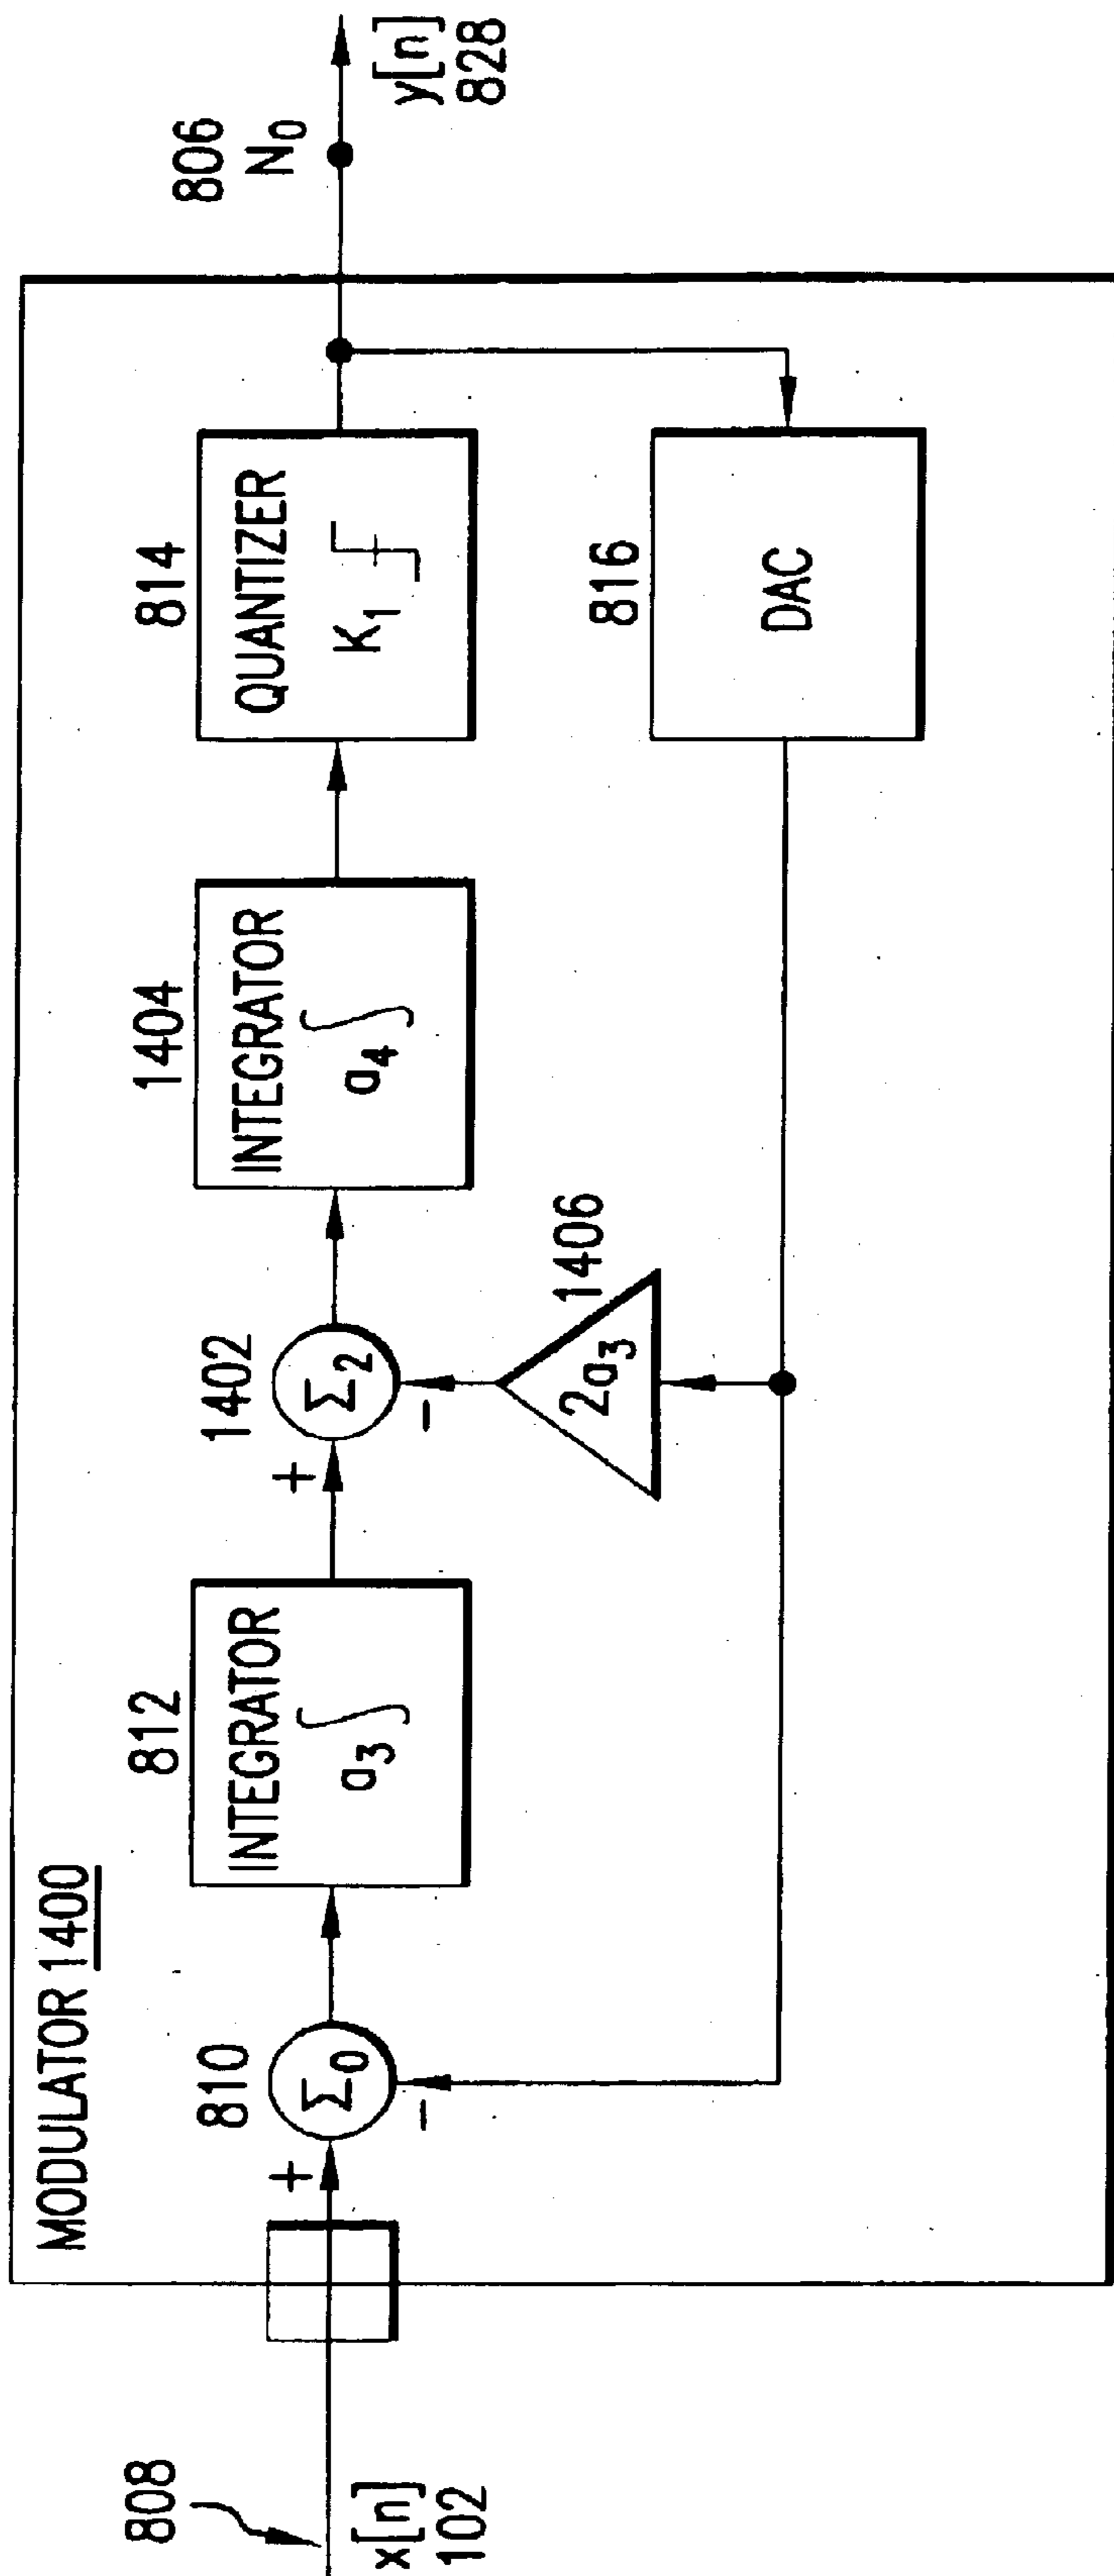 MODULATOR 1400
808
x[n]
102
+
810
Σ0
-
812
INTEGRATOR
a3 ∫
+
1402
Σ2
-
2a3
1406
1404
INTEGRATOR
a4 ∫
814
QUANTIZER
K1
816
DAC
806
N0
y[n]
828